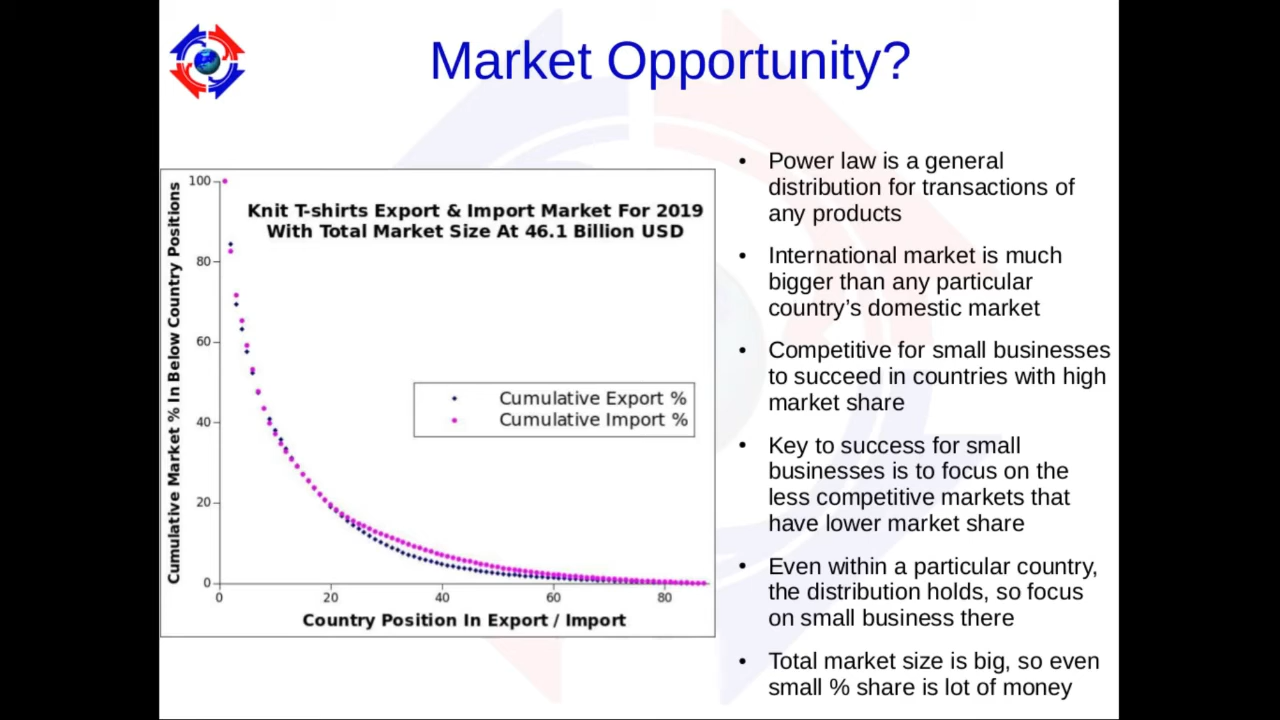 Market Opportunity?
Knit T-shirts Export & Import Market For 2019
With Total Market Size At 46.1 Billion USD
Cumulative Market % In Below Country Positions
100
80
60
40
20
0
Cumulative Export %
Cumulative Import %
0 20 40 60 80
Country Position In Export / Import
• Power law is a general
distribution for transactions of
any products
• International market is much
bigger than any particular
country’s domestic market
• Competitive for small businesses
to succeed in countries with high
market share
• Key to success for small
businesses is to focus on the
less competitive markets that
have lower market share
• Even within a particular country,
the distribution holds, so focus
on small business there
• Total market size is big, so even
small % share is lot of money